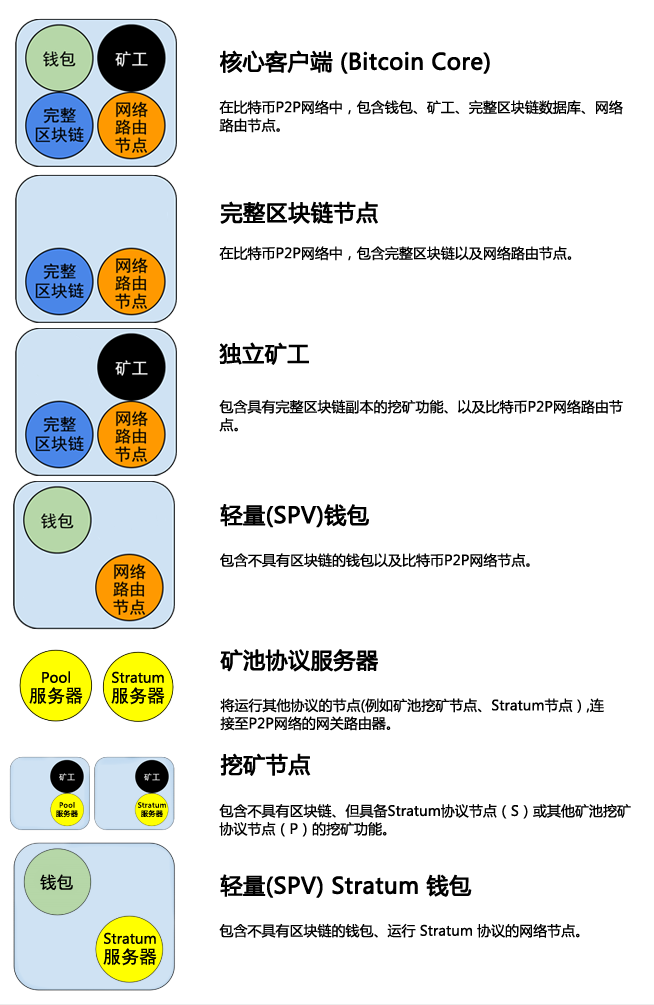 钱包
矿工
完整
区块链
网络
路由
节点
核心客户端 (Bitcoin Core)
在比特币P2P网络中，包含钱包、矿工、完整区块链数据库、网络
路由节点。
完整
区块链
网络
路由
节点
完整区块链节点
在比特币P2P网络中，包含完整区块链以及网络路由节点。
矿工
完整
区块链
网络
路由
节点
独立矿工
包含具有完整区块链副本的挖矿功能、以及比特币P2P网络路由节
点。
钱包
网络
路由
节点
轻量(SPV)钱包
包含不具有区块链的钱包以及比特币P2P网络节点。
Pool
服务器
Stratum
服务器
矿池协议服务器
将运行其他协议的节点(例如矿池挖矿节点、Stratum节点）,连
接至P2P网络的网关路由器。
矿工
Pool
服务器
矿工
Stratum
服务器
挖矿节点
包含不具有区块链、但具备Stratum协议节点（S）或其他矿池挖矿
协议节点（P）的挖矿功能。
钱包
Stratum
服务器
轻量(SPV) Stratum 钱包
包含不具有区块链的钱包、运行 Stratum 协议的网络节点。